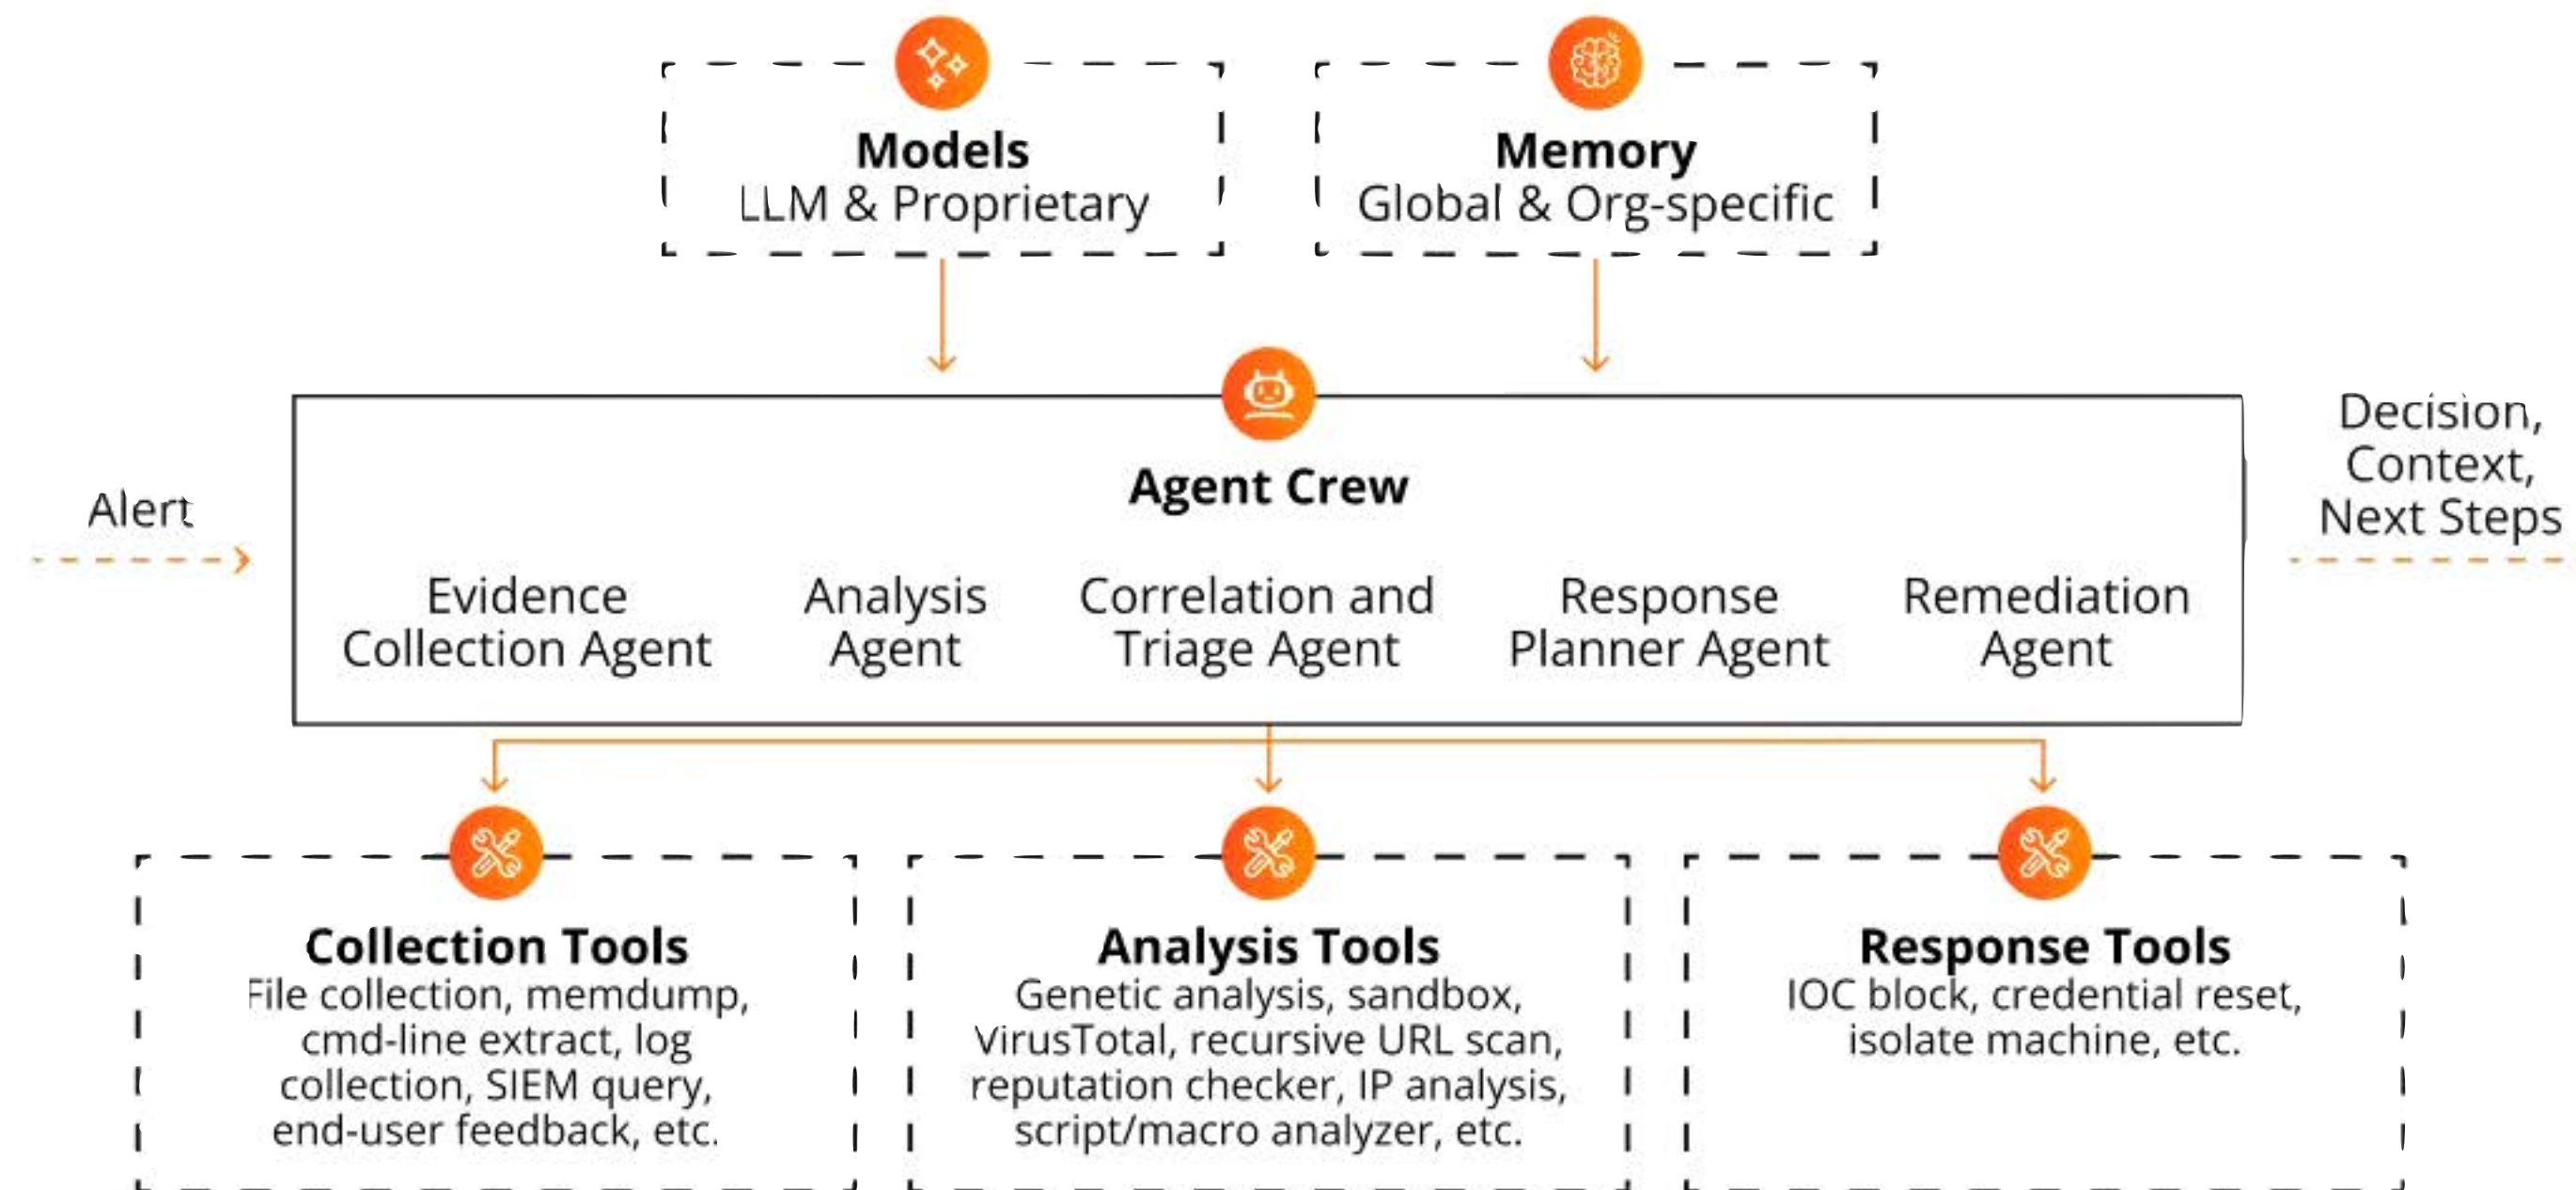 Models
LLM & Proprietary
Memory
Global & Org-specific
Agent Crew
Alert
Decision,
Context,
Next Steps
Evidence
Collection Agent
Analysis
Agent
Correlation and
Triage Agent
Response
Planner Agent
Remediation
Agent
Collection Tools
File collection, memdump,
cmd-line extract, log
collection, SIEM query,
end-user feedback, etc.
Analysis Tools
Genetic analysis, sandbox,
VirusTotal, recursive URL scan,
reputation checker, IP analysis,
script/macro analyzer, etc.
Response Tools
IOC block, credential reset,
isolate machine, etc.